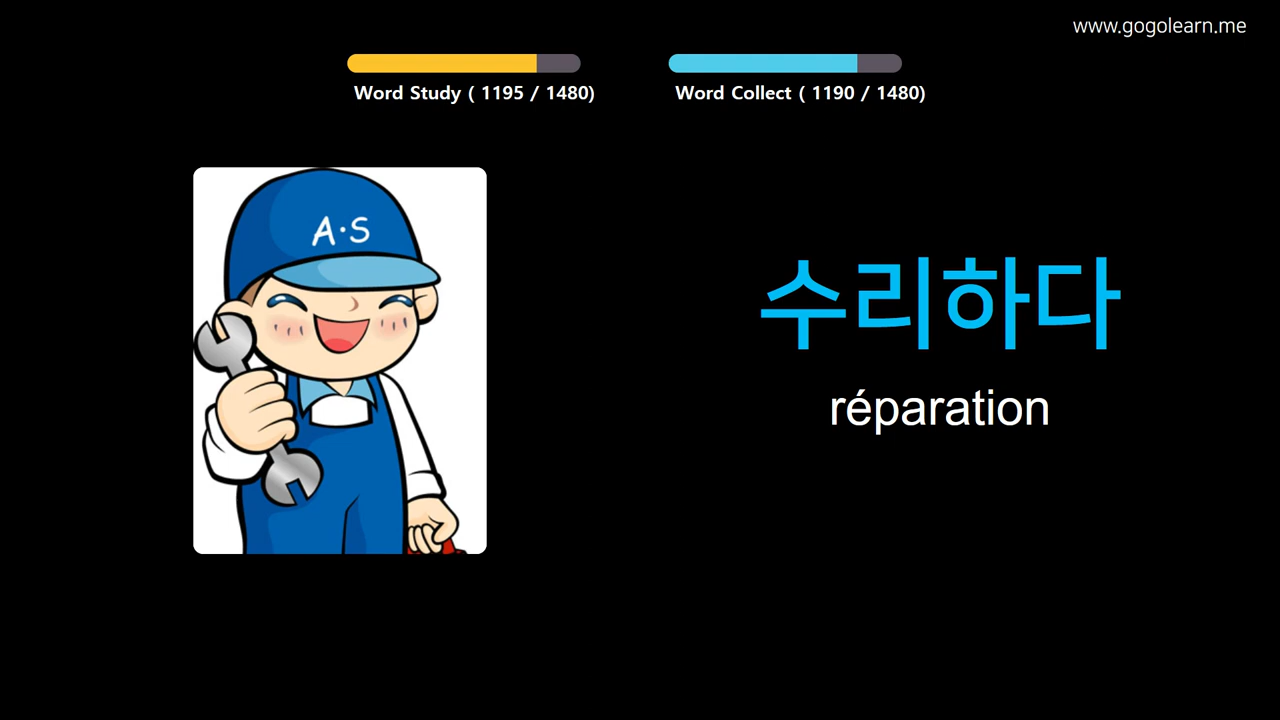 www.gogolearn.me
Word Study ( 1195 / 1480)
Word Collect ( 1190 / 1480)
A·S
수리하다
réparation